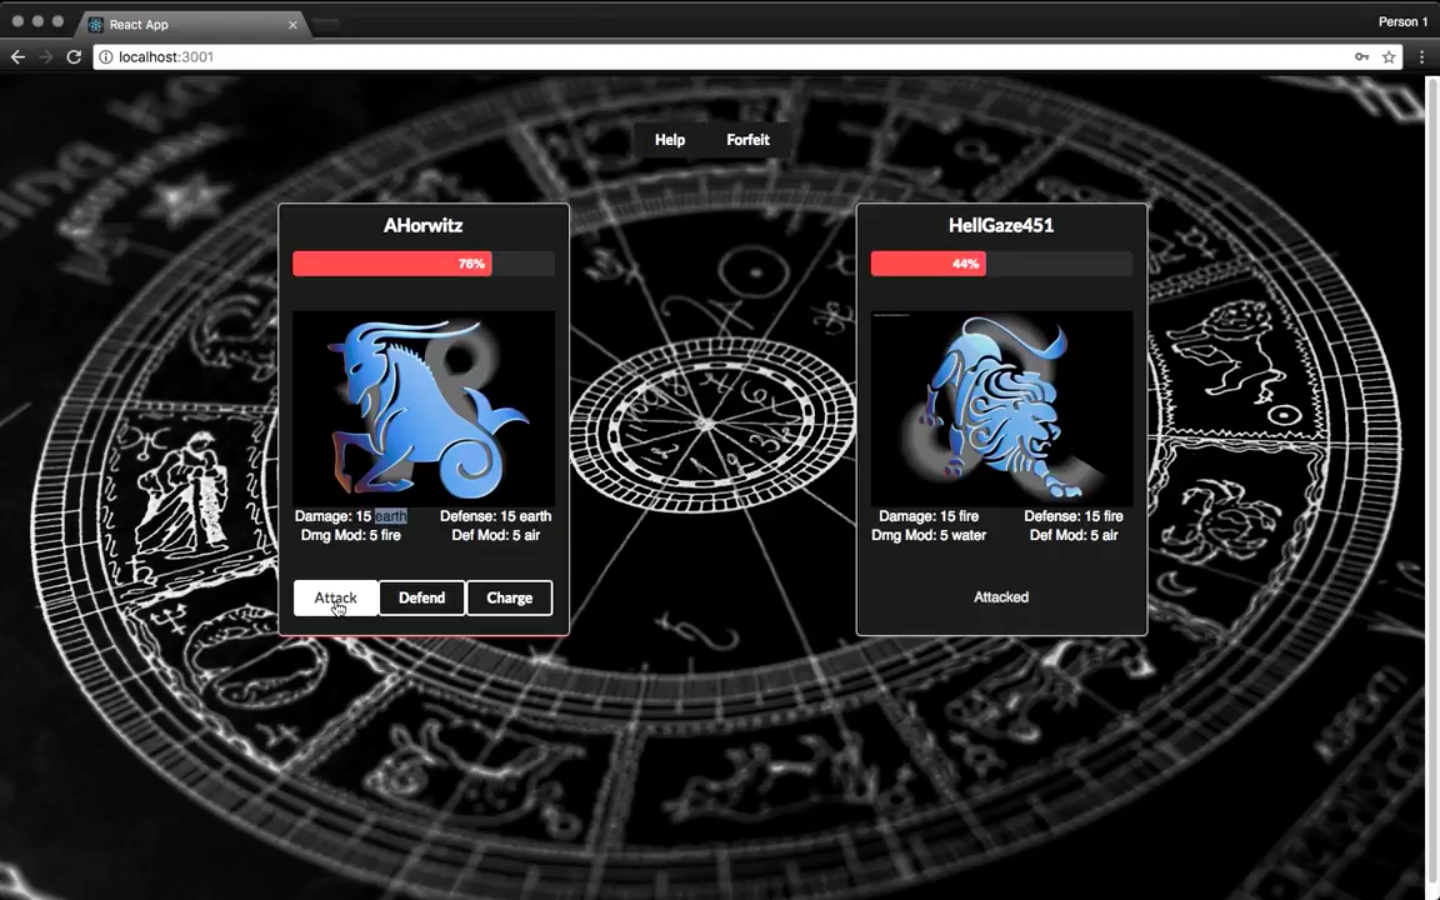 React App
Person 1
localhost:3001
Help
Forfeit
AHorwitz
76%
Damage: 15 earth
Defense: 15 earth
Dmg Mod: 5 fire
Def Mod: 5 air
Attack
Defend
Charge
HellGaze451
44%
Damage: 15 fire
Defense: 15 fire
Dmg Mod: 5 water
Def Mod: 5 air
Attacked